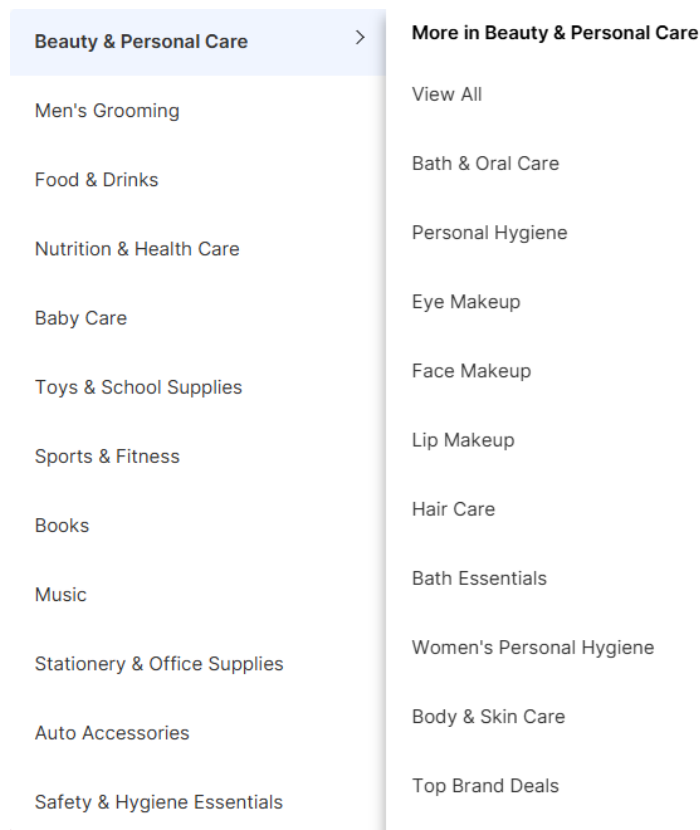 Beauty & Personal Care
Men's Grooming
Food & Drinks
Nutrition & Health Care
Baby Care
Toys & School Supplies
Sports & Fitness
Books
Music
Stationery & Office Supplies
Auto Accessories
Safety & Hygiene Essentials
More in Beauty & Personal Care
View All
Bath & Oral Care
Personal Hygiene
Eye Makeup
Face Makeup
Lip Makeup
Hair Care
Bath Essentials
Women's Personal Hygiene
Body & Skin Care
Top Brand Deals